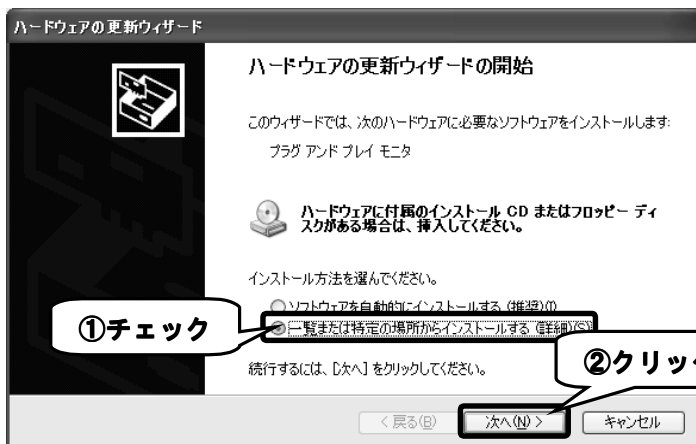 ハードウェアの更新ウィザード
ハードウェアの更新ウィザードの開始
このウィザードでは、次のハードウェアに必要なソフトウェアをインストールします:
プラグ アンド プレイ モニタ
ハードウェアに付属のインストール CD またはフロッピー ディ
スクがある場合は、挿入してください。
インストール方法を選んでください。
ソフトウェアを自動的にインストールする (推奨)(I)
①チェック
一覧または特定の場所からインストールする (詳細)(S)
続行するには、[次へ] をクリックしてください。
②クリッ
< 戻る(B)
次へ(N) >
キャンセル